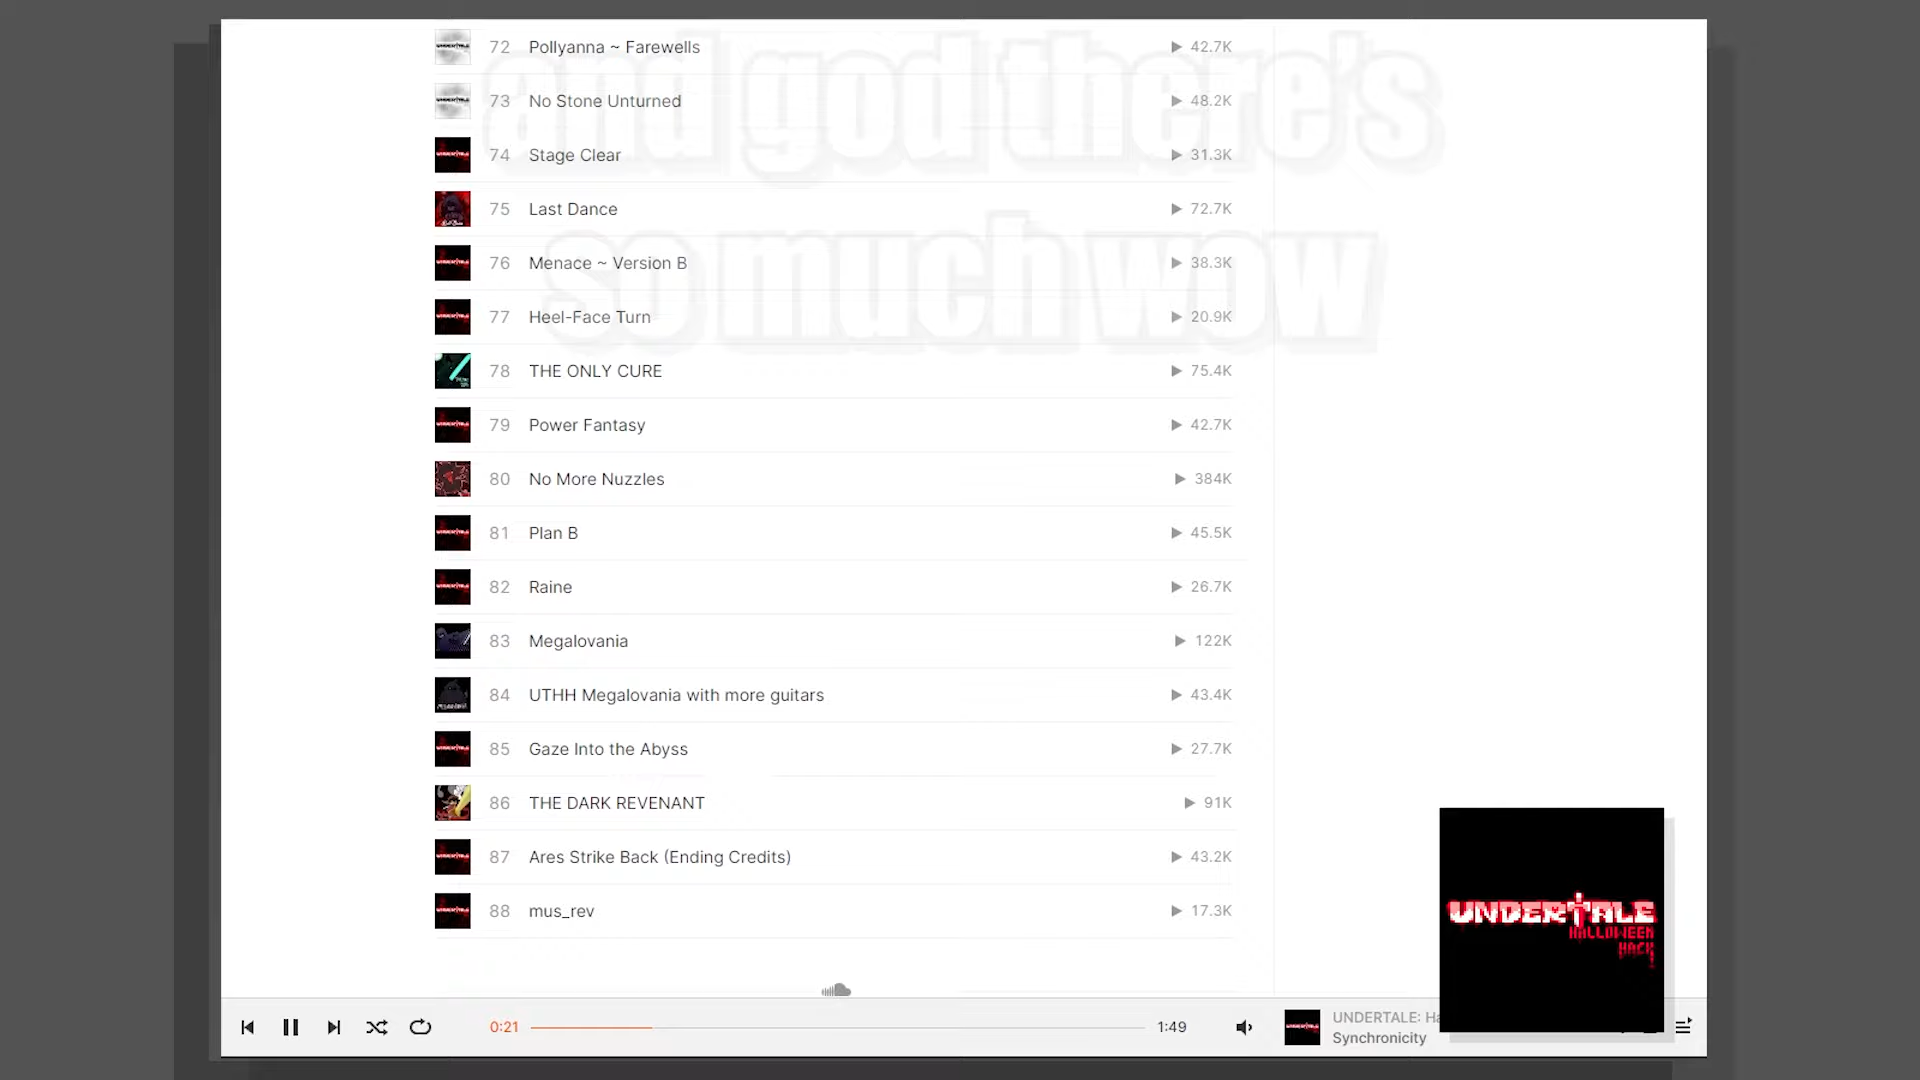 and god there's
so much wow
72 Pollyanna ~ Farewells 42.7K
73 No Stone Unturned 48.2K
74 Stage Clear 31.3K
75 Last Dance 72.7K
76 Menace ~ Version B 38.3K
77 Heel-Face Turn 20.9K
78 THE ONLY CURE 75.4K
79 Power Fantasy 42.7K
80 No More Nuzzles 384K
81 Plan B 45.5K
82 Raine 26.7K
83 Megalovania 122K
84 UTHH Megalovania with more guitars 43.4K
85 Gaze Into the Abyss 27.7K
86 THE DARK REVENANT 91K
87 Ares Strike Back (Ending Credits) 43.2K
88 mus_rev 17.3K
UNDERTALE
HALLOWEEN
HACK
0:21 1:49
UNDERTALE: Ha
Synchronicity